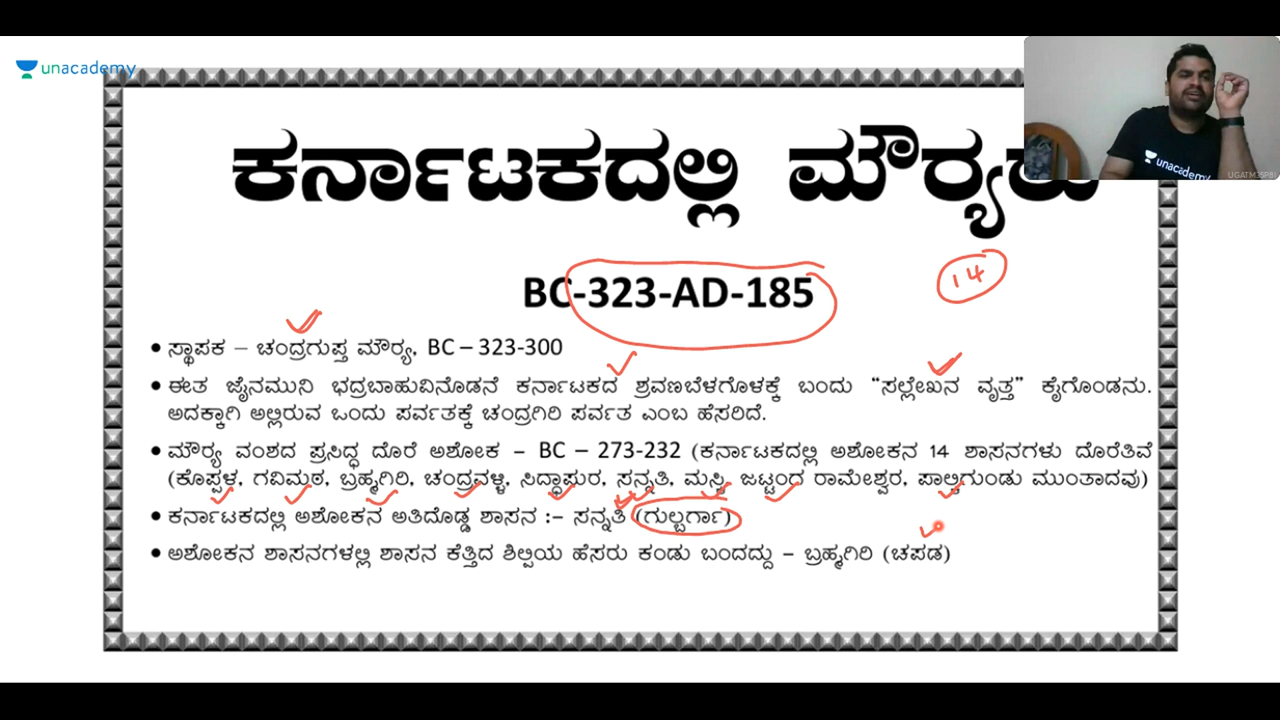 unacademy
ಕರ್ನಾಟಕದಲ್ಲಿ ಮೌರ್‍ಯರು
BC-323-AD-185
14
• ಸ್ಥಾಪಕ – ಚಂದ್ರಗುಪ್ತ ಮೌರ್‍ಯ, BC – 323-300
• ಈತ ಜೈನಮುನಿ ಭದ್ರಬಾಹುವಿನೊಡನೆ ಕರ್ನಾಟಕದ ಶ್ರವಣಬೆಳಗೊಳಕ್ಕೆ ಬಂದು “ಸಲ್ಲೇಖನ ವೃತ್ತ” ಕೈಗೊಂಡನು.
ಅದಕ್ಕಾಗಿ ಅಲ್ಲಿರುವ ಒಂದು ಪರ್ವತಕ್ಕೆ ಚಂದ್ರಗಿರಿ ಪರ್ವತ ಎಂಬ ಹೆಸರಿದೆ.
• ಮೌರ್‍ಯ ವಂಶದ ಪ್ರಸಿದ್ಧ ದೊರೆ ಅಶೋಕ – BC – 273-232 (ಕರ್ನಾಟಕದಲ್ಲಿ ಅಶೋಕನ 14 ಶಾಸನಗಳು ದೊರೆತಿವೆ
(ಕೊಪ್ಪಳ, ಗವಿಮಠ, ಬ್ರಹ್ಮಗಿರಿ, ಚಂದ್ರವಳ್ಳಿ, ಸಿದ್ಧಾಪುರ, ಸನ್ನತಿ, ಮಸ್ಕಿ, ಜಟ್ಟಂಗ ರಾಮೇಶ್ವರ, ಪಾಲ್ಕಿಗುಂಡು ಮುಂತಾದವು)
• ಕರ್ನಾಟಕದಲ್ಲಿ ಅಶೋಕನ ಅತಿದೊಡ್ಡ ಶಾಸನ :– ಸನ್ನತಿ (ಗುಲ್ಬರ್ಗಾ)
• ಅಶೋಕನ ಶಾಸನಗಳಲ್ಲಿ ಶಾಸನ ಕೆತ್ತಿದ ಶಿಲ್ಪಿಯ ಹೆಸರು ಕಂಡು ಬಂದದ್ದು – ಬ್ರಹ್ಮಗಿರಿ (ಚಪಡ)
unacademy